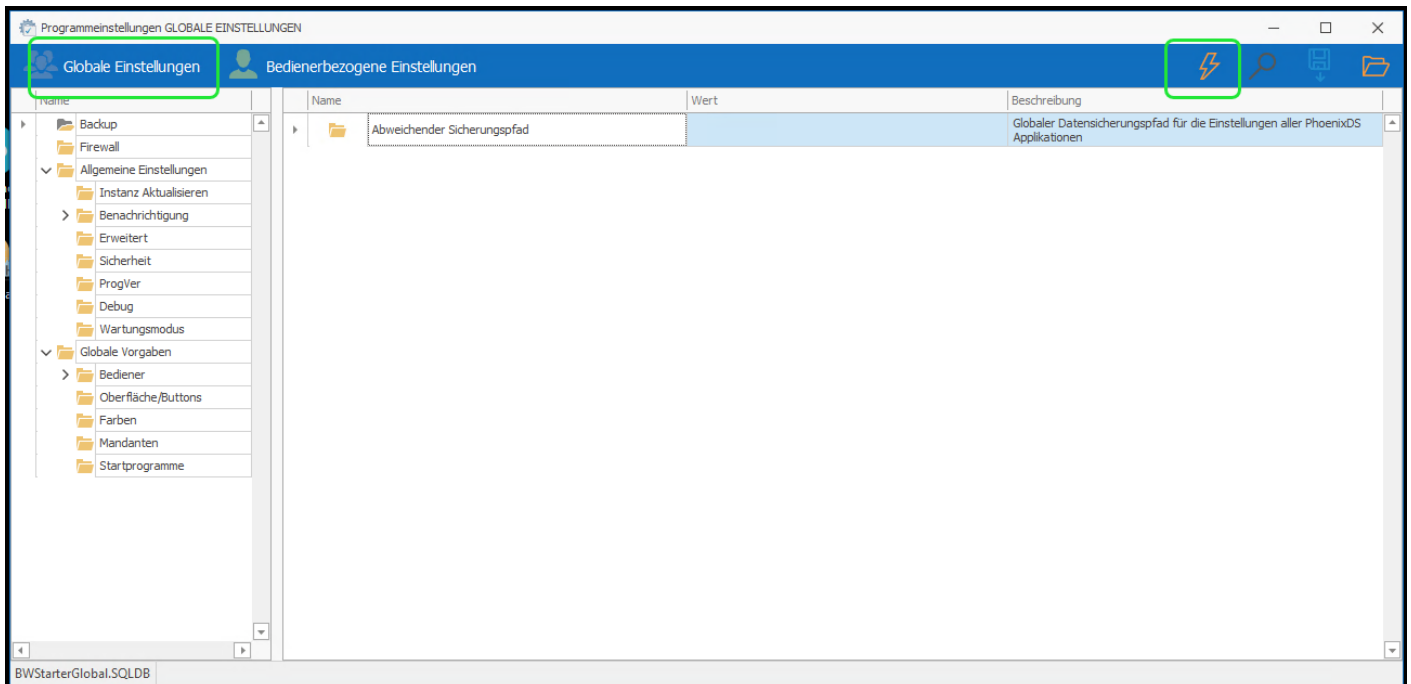 Programmeinstellungen GLOBALE EINSTELLUNGEN
Globale Einstellungen
Bedienerbezogene Einstellungen
Name
Name
Wert
Beschreibung
Backup
Firewall
Allgemeine Einstellungen
Instanz Aktualisieren
Benachrichtigung
Erweitert
Sicherheit
ProgVer
Debug
Wartungsmodus
Globale Vorgaben
Bediener
Oberfläche/Buttons
Farben
Mandanten
Startprogramme
Abweichender Sicherungspfad
Globaler Datensicherungspfad für die Einstellungen aller PhoenixDS
Applikationen
BWStarterGlobal.SQLDB